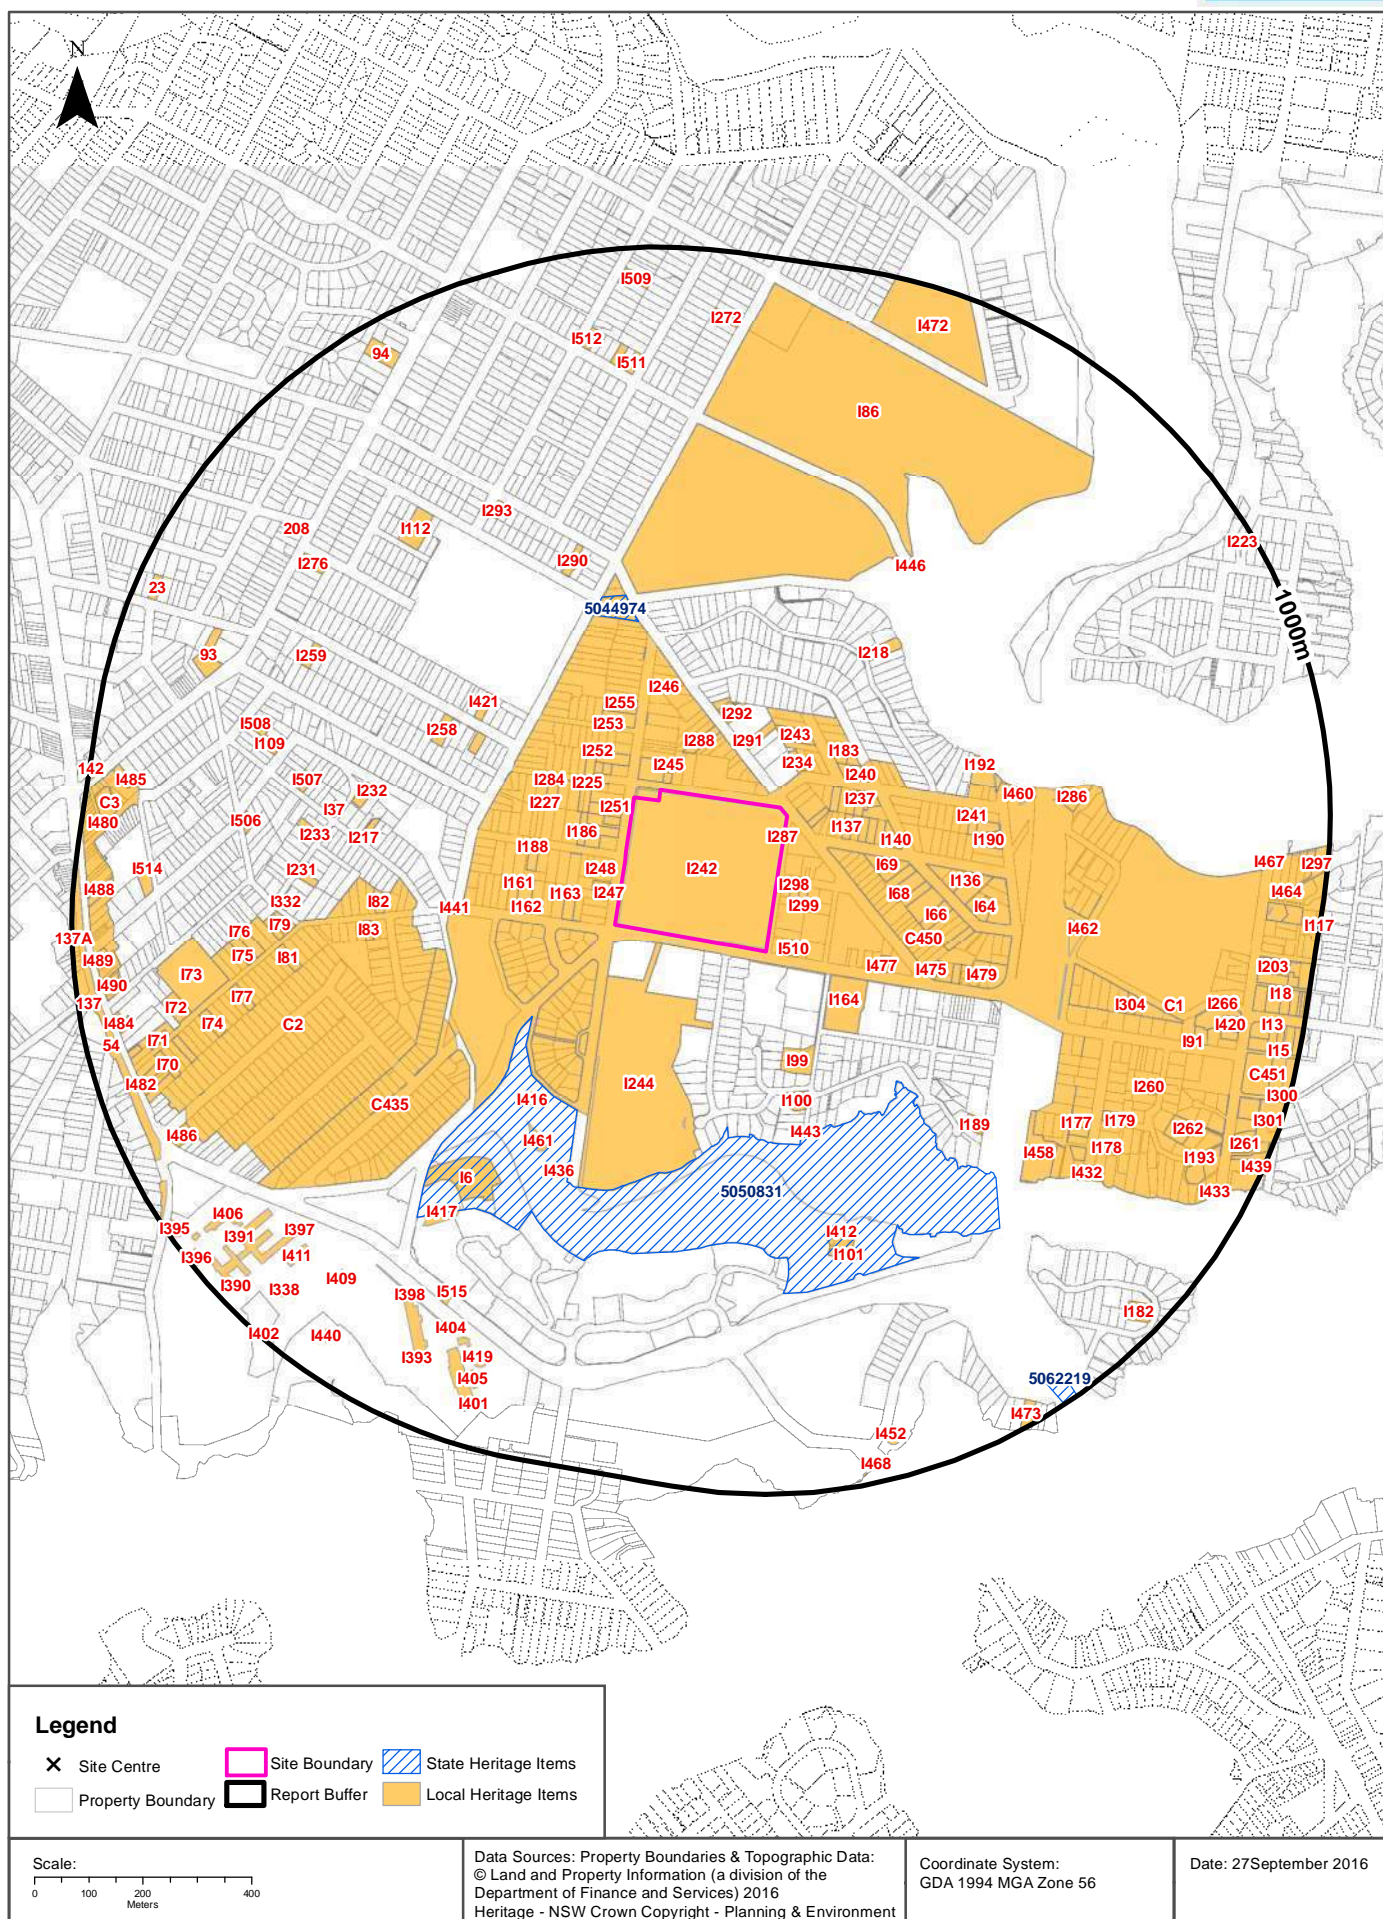 N
I509
I272
I472
I512
I511
94
I86
I293
I112
208
I223
I276
I290
I446
23
1000m
5044974
93
I259
I218
I246
I421
I255
I292
I508
I253
I258
I243
I109
I288
I291
I183
I252
I234
142
I485
I245
I192
I240
I507
I284
I225
I232
I460
I286
C3
I237
I227
I251
I37
I241
I480
I506
I137
I233
I186
I287
I217
I140
I190
I188
I467
I297
I514
I231
I248
I242
I69
I161
I298
I136
I488
I247
I68
I464
I163
I332
I82
I299
I162
I441
I64
I66
I79
I117
I76
I83
I462
137A
C450
I510
I75
I81
I489
I477
I475
I203
I73
I479
I490
I77
I18
I164
137
I72
I304
C1
I266
I484
I74
C2
I420
I13
I71
I91
54
I15
I99
I70
C451
I482
I244
I260
I300
I416
I100
C435
I301
I179
I177
I189
I443
I262
I486
I461
I261
I178
I458
I193
I439
I436
I432
I6
5050831
I433
I417
I406
I395
I397
I391
I412
I396
I411
I101
I409
I390
I338
I398
I515
I182
I404
I402
I440
I393
I419
I405
5062219
I401
I473
I452
I468
Legend
Site Centre
Site Boundary
State Heritage Items
Property Boundary
Report Buffer
Local Heritage Items
Scale:
0 100 200 400
Meters
Data Sources: Property Boundaries & Topographic Data:
© Land and Property Information (a division of the
Department of Finance and Services) 2016
Heritage - NSW Crown Copyright - Planning & Environment
Coordinate System:
GDA 1994 MGA Zone 56
Date: 27September 2016